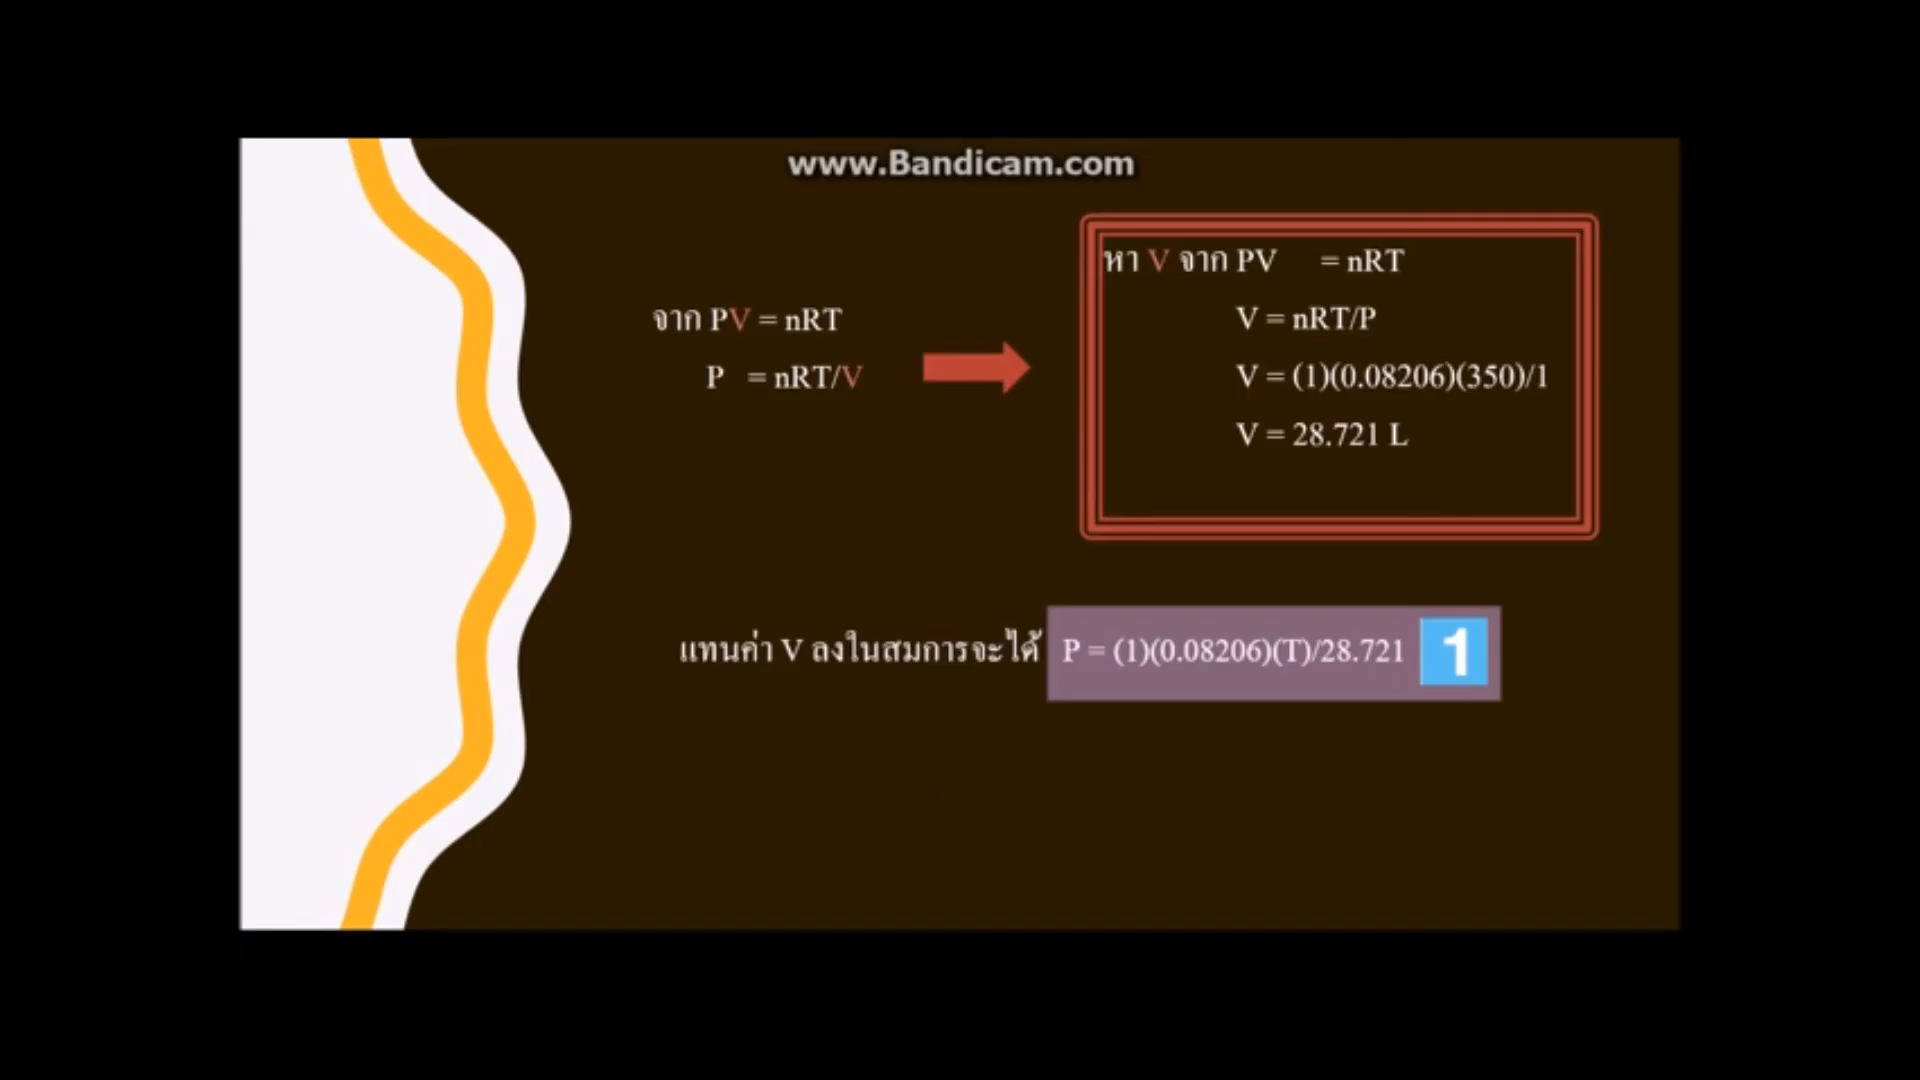 www.Bandicam.com
จาก PV = nRT
P = nRT/V
หา V จาก PV = nRT
V = nRT/P
V = (1)(0.08206)(350)/1
V = 28.721 L
แทนค่า V ลงในสมการจะได้ P = (1)(0.08206)(T)/28.721 1